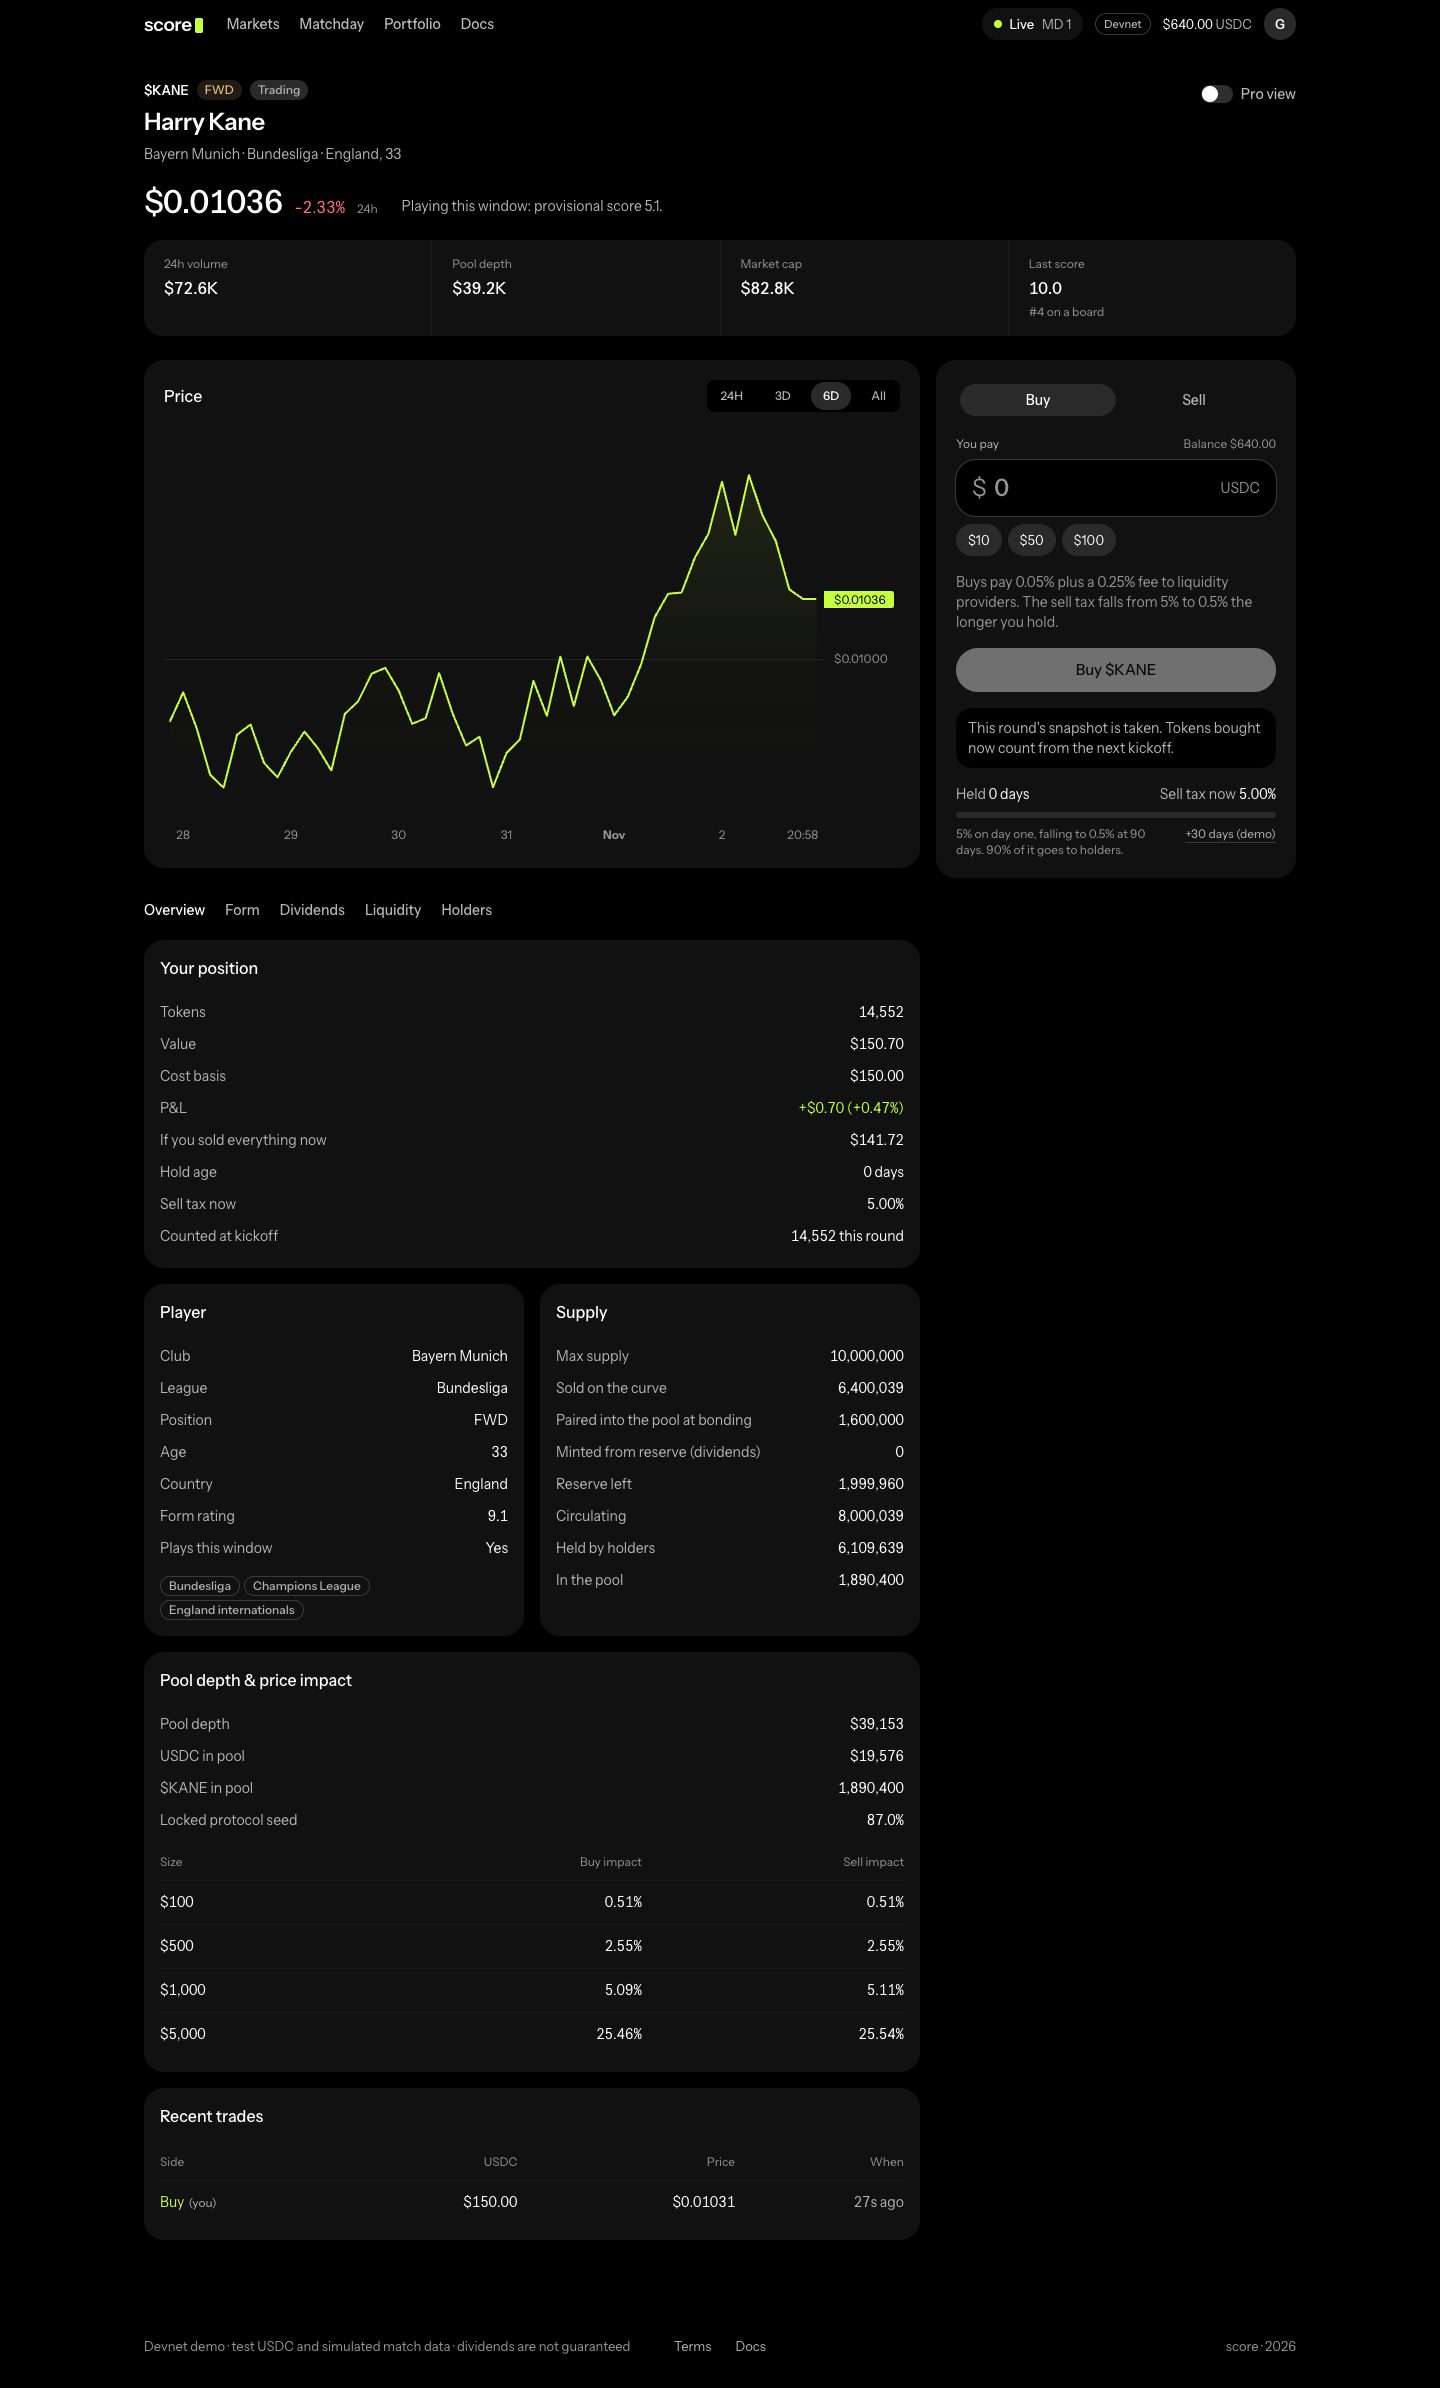 score Markets Matchday Portfolio Docs Live MD 1 Devnet $640.00 USDC G
$KANE FWD Trading
Pro view
Harry Kane
Bayern Munich · Bundesliga · England, 33
$0.01036 -2.33% 24h Playing this window: provisional score 5.1.
24h volume Pool depth Market cap Last score
$72.6K $39.2K $82.8K 10.0
#4 on a board
Price 24H 3D 6D All
$0.01036
$0.01000
28 29 30 31 Nov 2 20:58
Buy Sell
You pay Balance $640.00
$ 0 USDC
$10 $50 $100
Buys pay 0.05% plus a 0.25% fee to liquidity
providers. The sell tax falls from 5% to 0.5% the
longer you hold.
Buy $KANE
This round's snapshot is taken. Tokens bought
now count from the next kickoff.
Held 0 days Sell tax now 5.00%
5% on day one, falling to 0.5% at 90 +30 days (demo)
days. 90% of it goes to holders.
Overview Form Dividends Liquidity Holders
Your position
Tokens 14,552
Value $150.70
Cost basis $150.00
P&L +$0.70 (+0.47%)
If you sold everything now $141.72
Hold age 0 days
Sell tax now 5.00%
Counted at kickoff 14,552 this round
Player
Club Bayern Munich
League Bundesliga
Position FWD
Age 33
Country England
Form rating 9.1
Plays this window Yes
Bundesliga Champions League
England internationals
Supply
Max supply 10,000,000
Sold on the curve 6,400,039
Paired into the pool at bonding 1,600,000
Minted from reserve (dividends) 0
Reserve left 1,999,960
Circulating 8,000,039
Held by holders 6,109,639
In the pool 1,890,400
Pool depth & price impact
Pool depth $39,153
USDC in pool $19,576
$KANE in pool 1,890,400
Locked protocol seed 87.0%
Size Buy impact Sell impact
$100 0.51% 0.51%
$500 2.55% 2.55%
$1,000 5.09% 5.11%
$5,000 25.46% 25.54%
Recent trades
Side USDC Price When
Buy (you) $150.00 $0.01031 27s ago
Devnet demo · test USDC and simulated match data · dividends are not guaranteed Terms Docs score · 2026